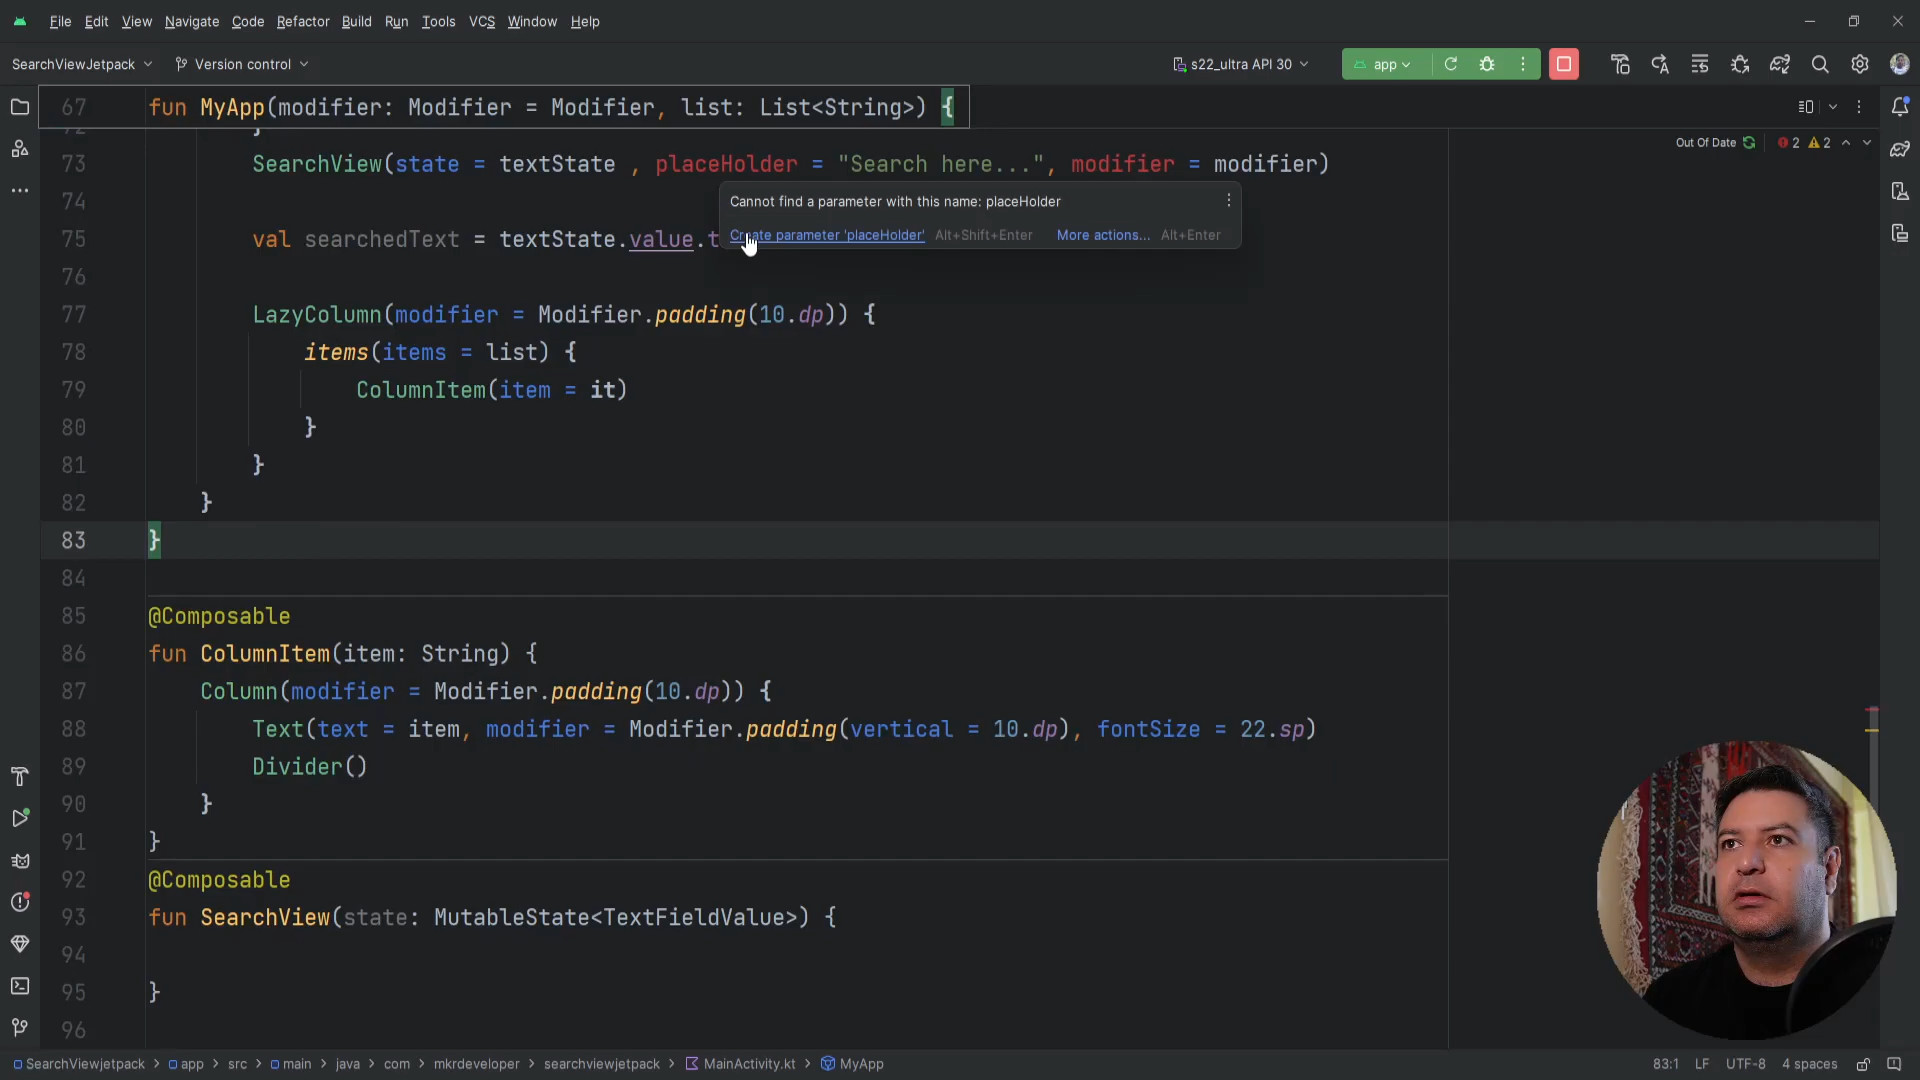 File Edit View Navigate Code Refactor Build Run Tools VCS Window Help
SearchViewJetpack Version control s22_ultra API 30 app
67 fun MyApp(modifier: Modifier = Modifier, list: List<String>) {
72 }
Out Of Date 2 2
73 SearchView(state = textState , placeHolder = "Search here...", modifier = modifier)
74
Cannot find a parameter with this name: placeHolder
75 val searchedText = textState.value.t
Create parameter 'placeHolder' Alt+Shift+Enter More actions... Alt+Enter
76
77 LazyColumn(modifier = Modifier.padding(10.dp)) {
78 items(items = list) {
79 ColumnItem(item = it)
80 }
81 }
82 }
83 }
84
85 @Composable
86 fun ColumnItem(item: String) {
87 Column(modifier = Modifier.padding(10.dp)) {
88 Text(text = item, modifier = Modifier.padding(vertical = 10.dp), fontSize = 22.sp)
89 Divider()
90 }
91 }
92 @Composable
93 fun SearchView(state: MutableState<TextFieldValue>) {
94
95 }
96
SearchViewjetpack > app > src > main > java > com > mkrdeveloper > searchviewjetpack > MainActivity.kt > MyApp 83:1 LF UTF-8 4 spaces